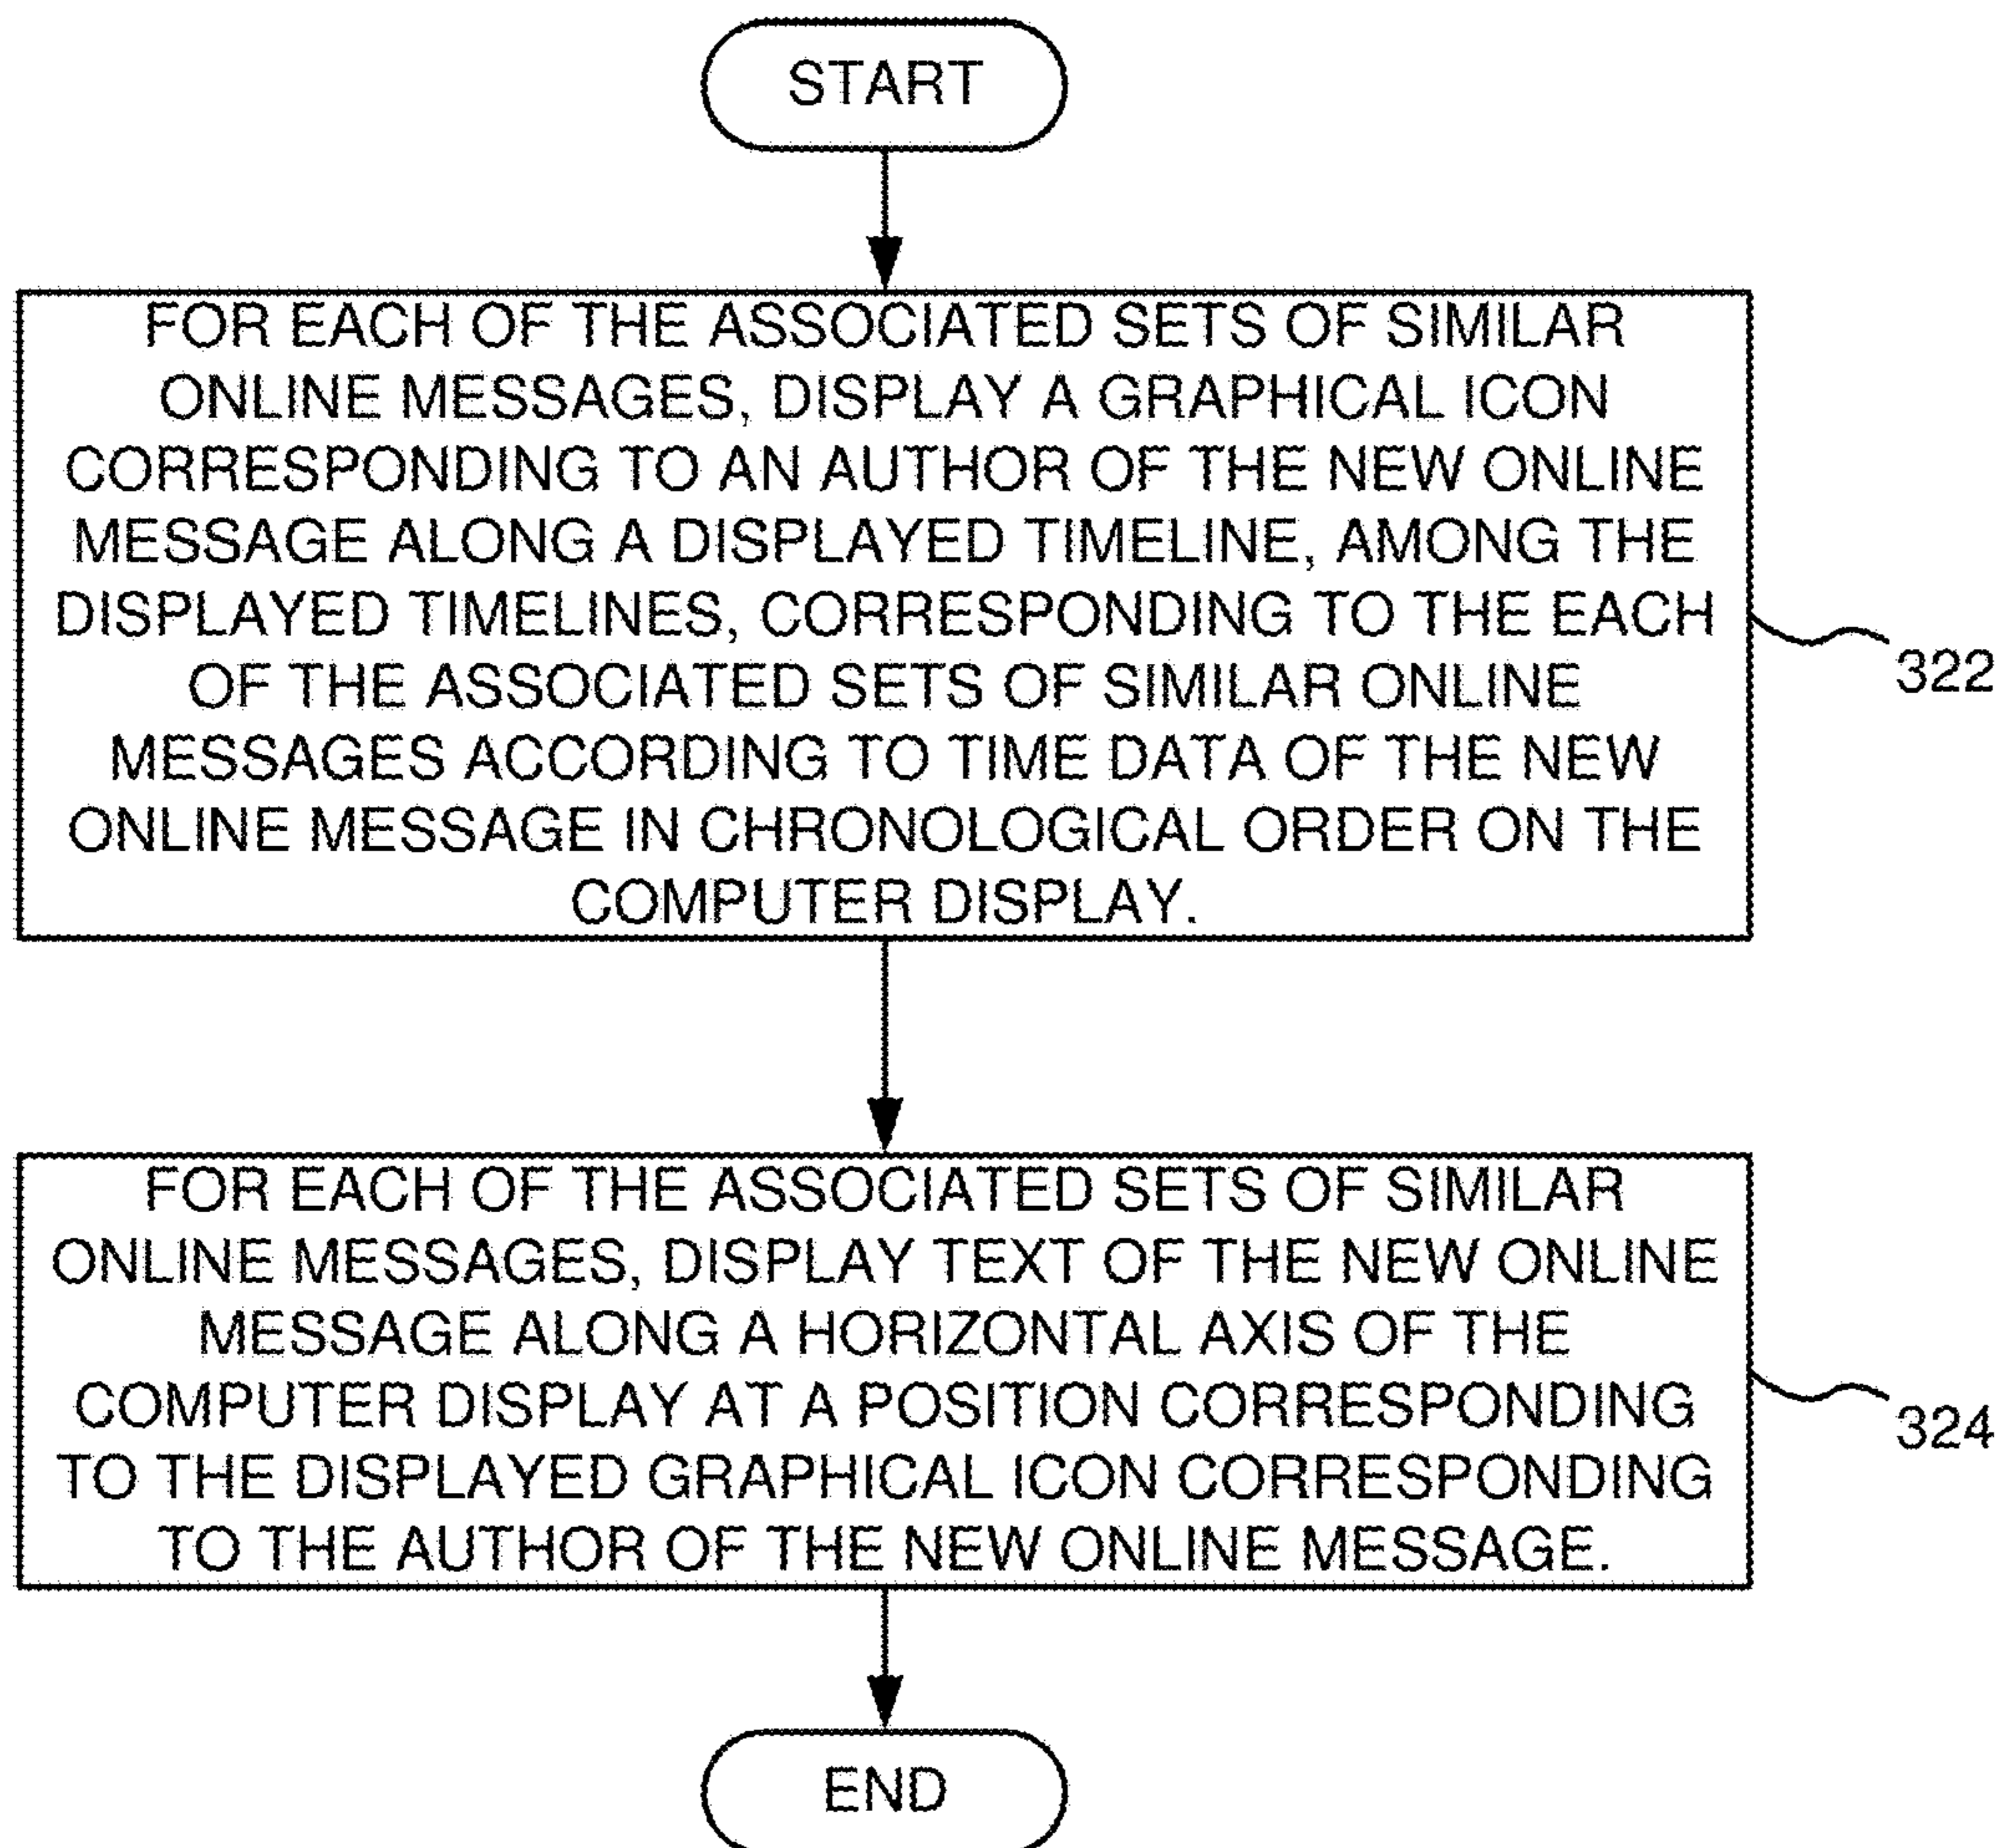 START
FOR EACH OF THE ASSOCIATED SETS OF SIMILAR
ONLINE MESSAGES, DISPLAY A GRAPHICAL ICON
CORRESPONDING TO AN AUTHOR OF THE NEW ONLINE
MESSAGE ALONG A DISPLAYED TIMELINE, AMONG THE
DISPLAYED TIMELINES, CORRESPONDING TO THE EACH
OF THE ASSOCIATED SETS OF SIMILAR ONLINE
MESSAGES ACCORDING TO TIME DATA OF THE NEW
ONLINE MESSAGE IN CHRONOLOGICAL ORDER ON THE
COMPUTER DISPLAY.
322
FOR EACH OF THE ASSOCIATED SETS OF SIMILAR
ONLINE MESSAGES, DISPLAY TEXT OF THE NEW ONLINE
MESSAGE ALONG A HORIZONTAL AXIS OF THE
COMPUTER DISPLAY AT A POSITION CORRESPONDING
TO THE DISPLAYED GRAPHICAL ICON CORRESPONDING
TO THE AUTHOR OF THE NEW ONLINE MESSAGE.
324
END